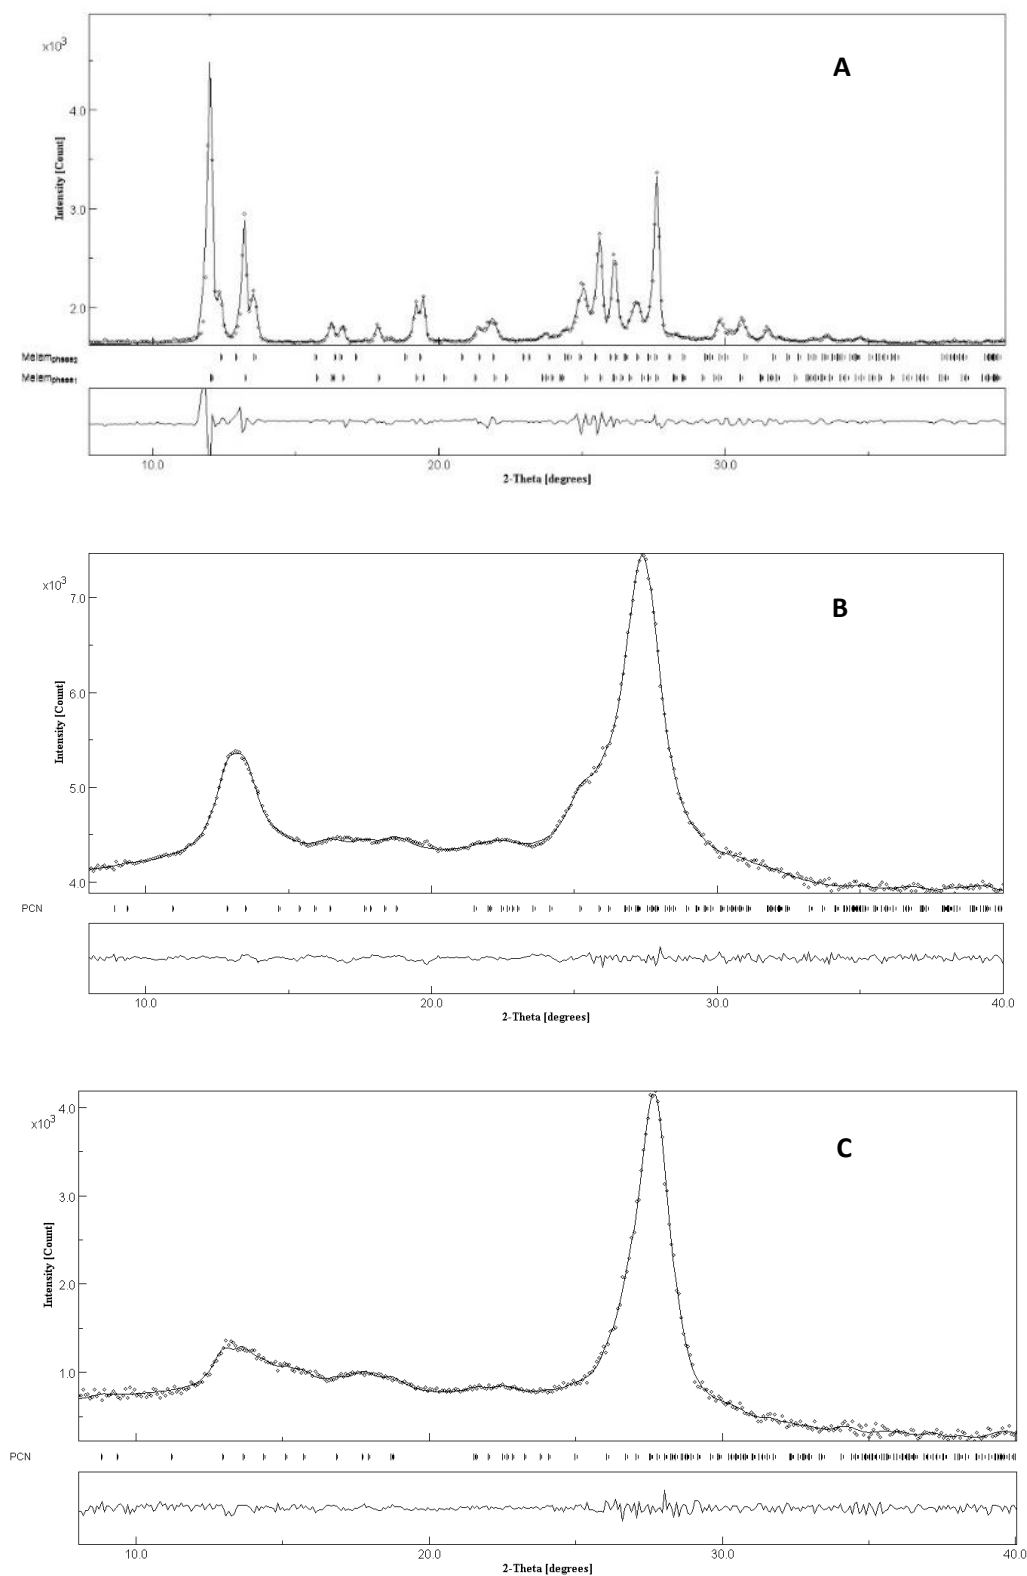 x10³
A
4.0
3.0
2.0
Intensity [Count]
Melem phase2
Melem phase1
10.0 20.0 30.0
2-Theta [degrees]
x10³
B
7.0
6.0
5.0
4.0
Intensity [Count]
PCN
10.0 20.0 30.0 40.0
2-Theta [degrees]
4.0
x10³
C
3.0
2.0
1.0
Intensity [Count]
PCN
10.0 20.0 30.0 40.0
2-Theta [degrees]